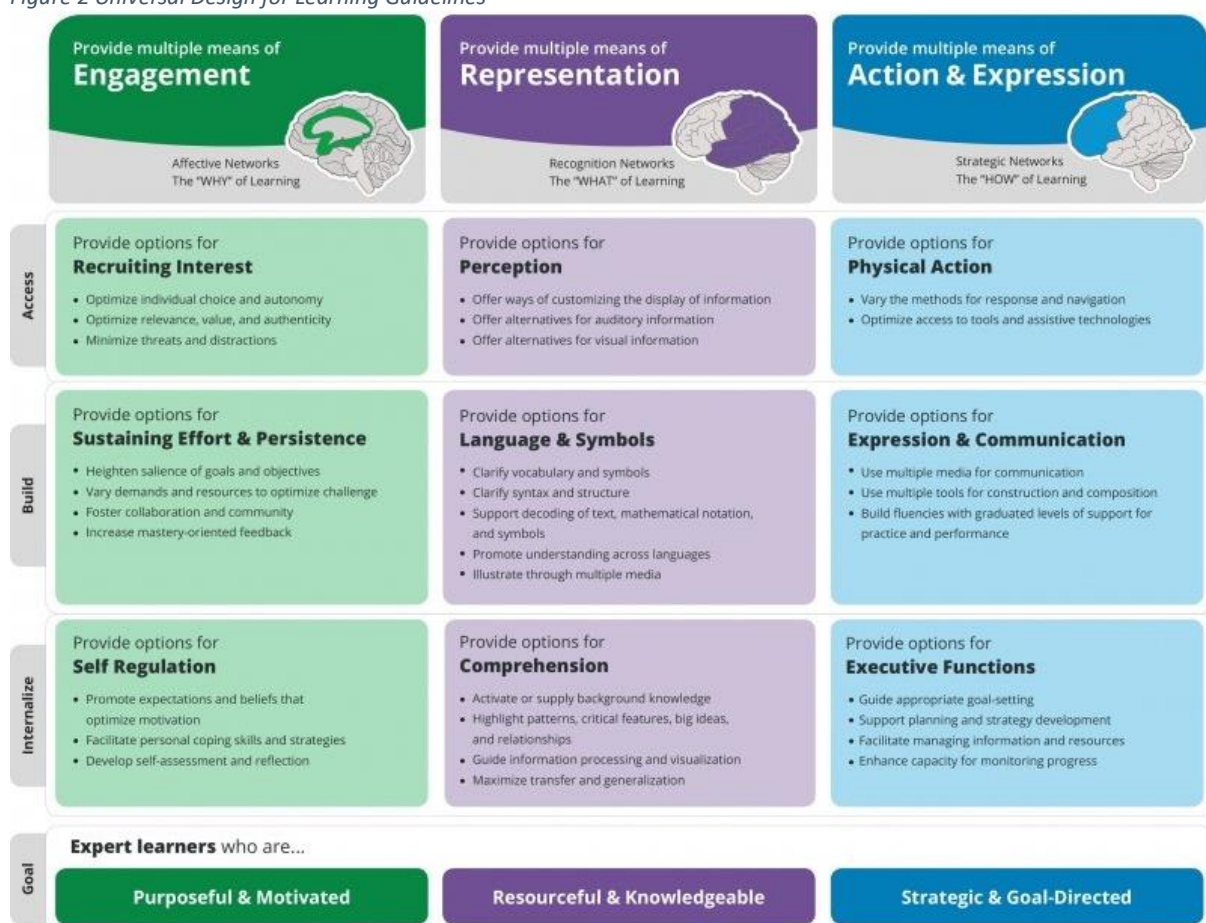 Figure 2 Universal Design for Learning Guidelines
Provide multiple means of
Engagement
Affective Networks
The "WHY" of Learning
Provide multiple means of
Representation
Recognition Networks
The "WHAT" of Learning
Provide multiple means of
Action & Expression
Strategic Networks
The "HOW" of Learning
Access
Provide options for
Recruiting Interest
• Optimize individual choice and autonomy
• Optimize relevance, value, and authenticity
• Minimize threats and distractions
Provide options for
Perception
• Offer ways of customizing the display of information
• Offer alternatives for auditory information
• Offer alternatives for visual information
Provide options for
Physical Action
• Vary the methods for response and navigation
• Optimize access to tools and assistive technologies
Build
Provide options for
Sustaining Effort & Persistence
• Heighten salience of goals and objectives
• Vary demands and resources to optimize challenge
• Foster collaboration and community
• Increase mastery-oriented feedback
Provide options for
Language & Symbols
• Clarify vocabulary and symbols
• Clarify syntax and structure
• Support decoding of text, mathematical notation,
and symbols
• Promote understanding across languages
• Illustrate through multiple media
Provide options for
Expression & Communication
• Use multiple media for communication
• Use multiple tools for construction and composition
• Build fluencies with graduated levels of support for
practice and performance
Internalize
Provide options for
Self Regulation
• Promote expectations and beliefs that
optimize motivation
• Facilitate personal coping skills and strategies
• Develop self-assessment and reflection
Provide options for
Comprehension
• Activate or supply background knowledge
• Highlight patterns, critical features, big ideas,
and relationships
• Guide information processing and visualization
• Maximize transfer and generalization
Provide options for
Executive Functions
• Guide appropriate goal-setting
• Support planning and strategy development
• Facilitate managing information and resources
• Enhance capacity for monitoring progress
Goal
Expert learners who are...
Purposeful & Motivated
Resourceful & Knowledgeable
Strategic & Goal-Directed